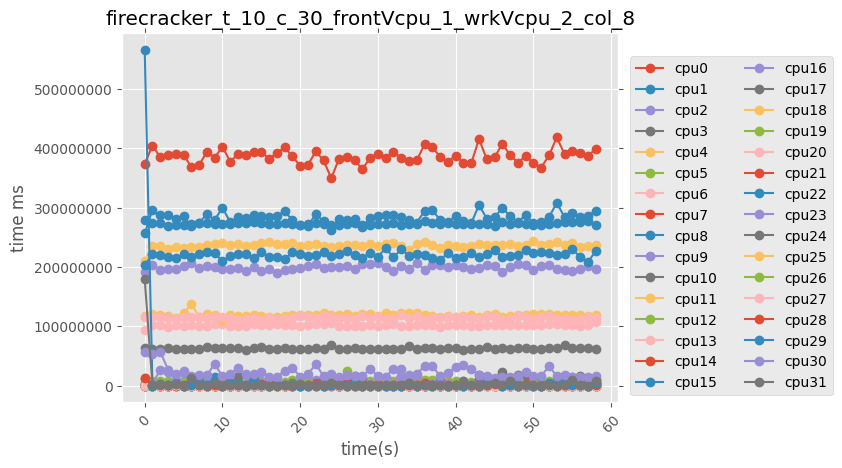 firecracker_t_10_c_30_frontVcpu_1_wrkVcpu_2_col_8
time ms
500000000
400000000
300000000
200000000
100000000
0
0 10 20 30 40 50 60
time(s)
cpu0 cpu16
cpu1 cpu17
cpu2 cpu18
cpu3 cpu19
cpu4 cpu20
cpu5 cpu21
cpu6 cpu22
cpu7 cpu23
cpu8 cpu24
cpu9 cpu25
cpu10 cpu26
cpu11 cpu27
cpu12 cpu28
cpu13 cpu29
cpu14 cpu30
cpu15 cpu31